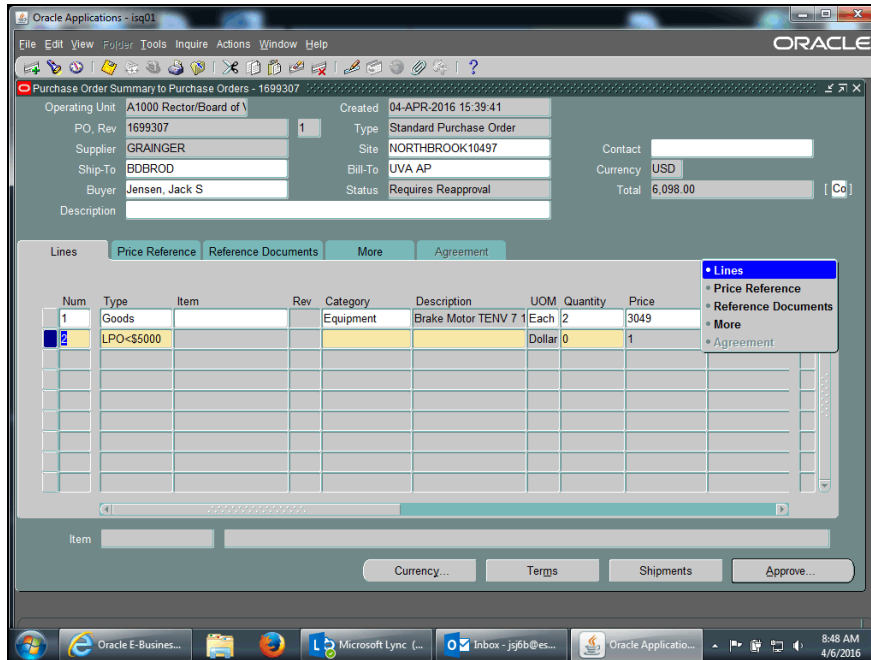 Oracle Applications - isq01
File Edit View Folder Tools Inquire Actions Window Help
ORACLE
Purchase Order Summary to Purchase Orders - 1699307
Operating Unit A1000 Rector/Board of V Created 04-APR-2016 15:39:41
PO, Rev 1699307 1 Type Standard Purchase Order
Supplier GRAINGER Site NORTHBROOK10497 Contact
Ship-To BDBROD Bill-To UVA AP Currency USD
Buyer Jensen, Jack S Status Requires Reapproval Total 6,098.00 [ Co ]
Description
Lines Price Reference Reference Documents More Agreement
Lines
Price Reference
Reference Documents
More
Agreement
Num Type Item Rev Category Description UOM Quantity Price
1 Goods Equipment Brake Motor TENV 7 1 Each 2 3049
2 LPO<$5000 Dollar 0 1
Item
Currency... Terms Shipments Approve...
Oracle E-Busines... Microsoft Lync (... Inbox - jsj6b@es... Oracle Applicatio... 8:48 AM
4/6/2016